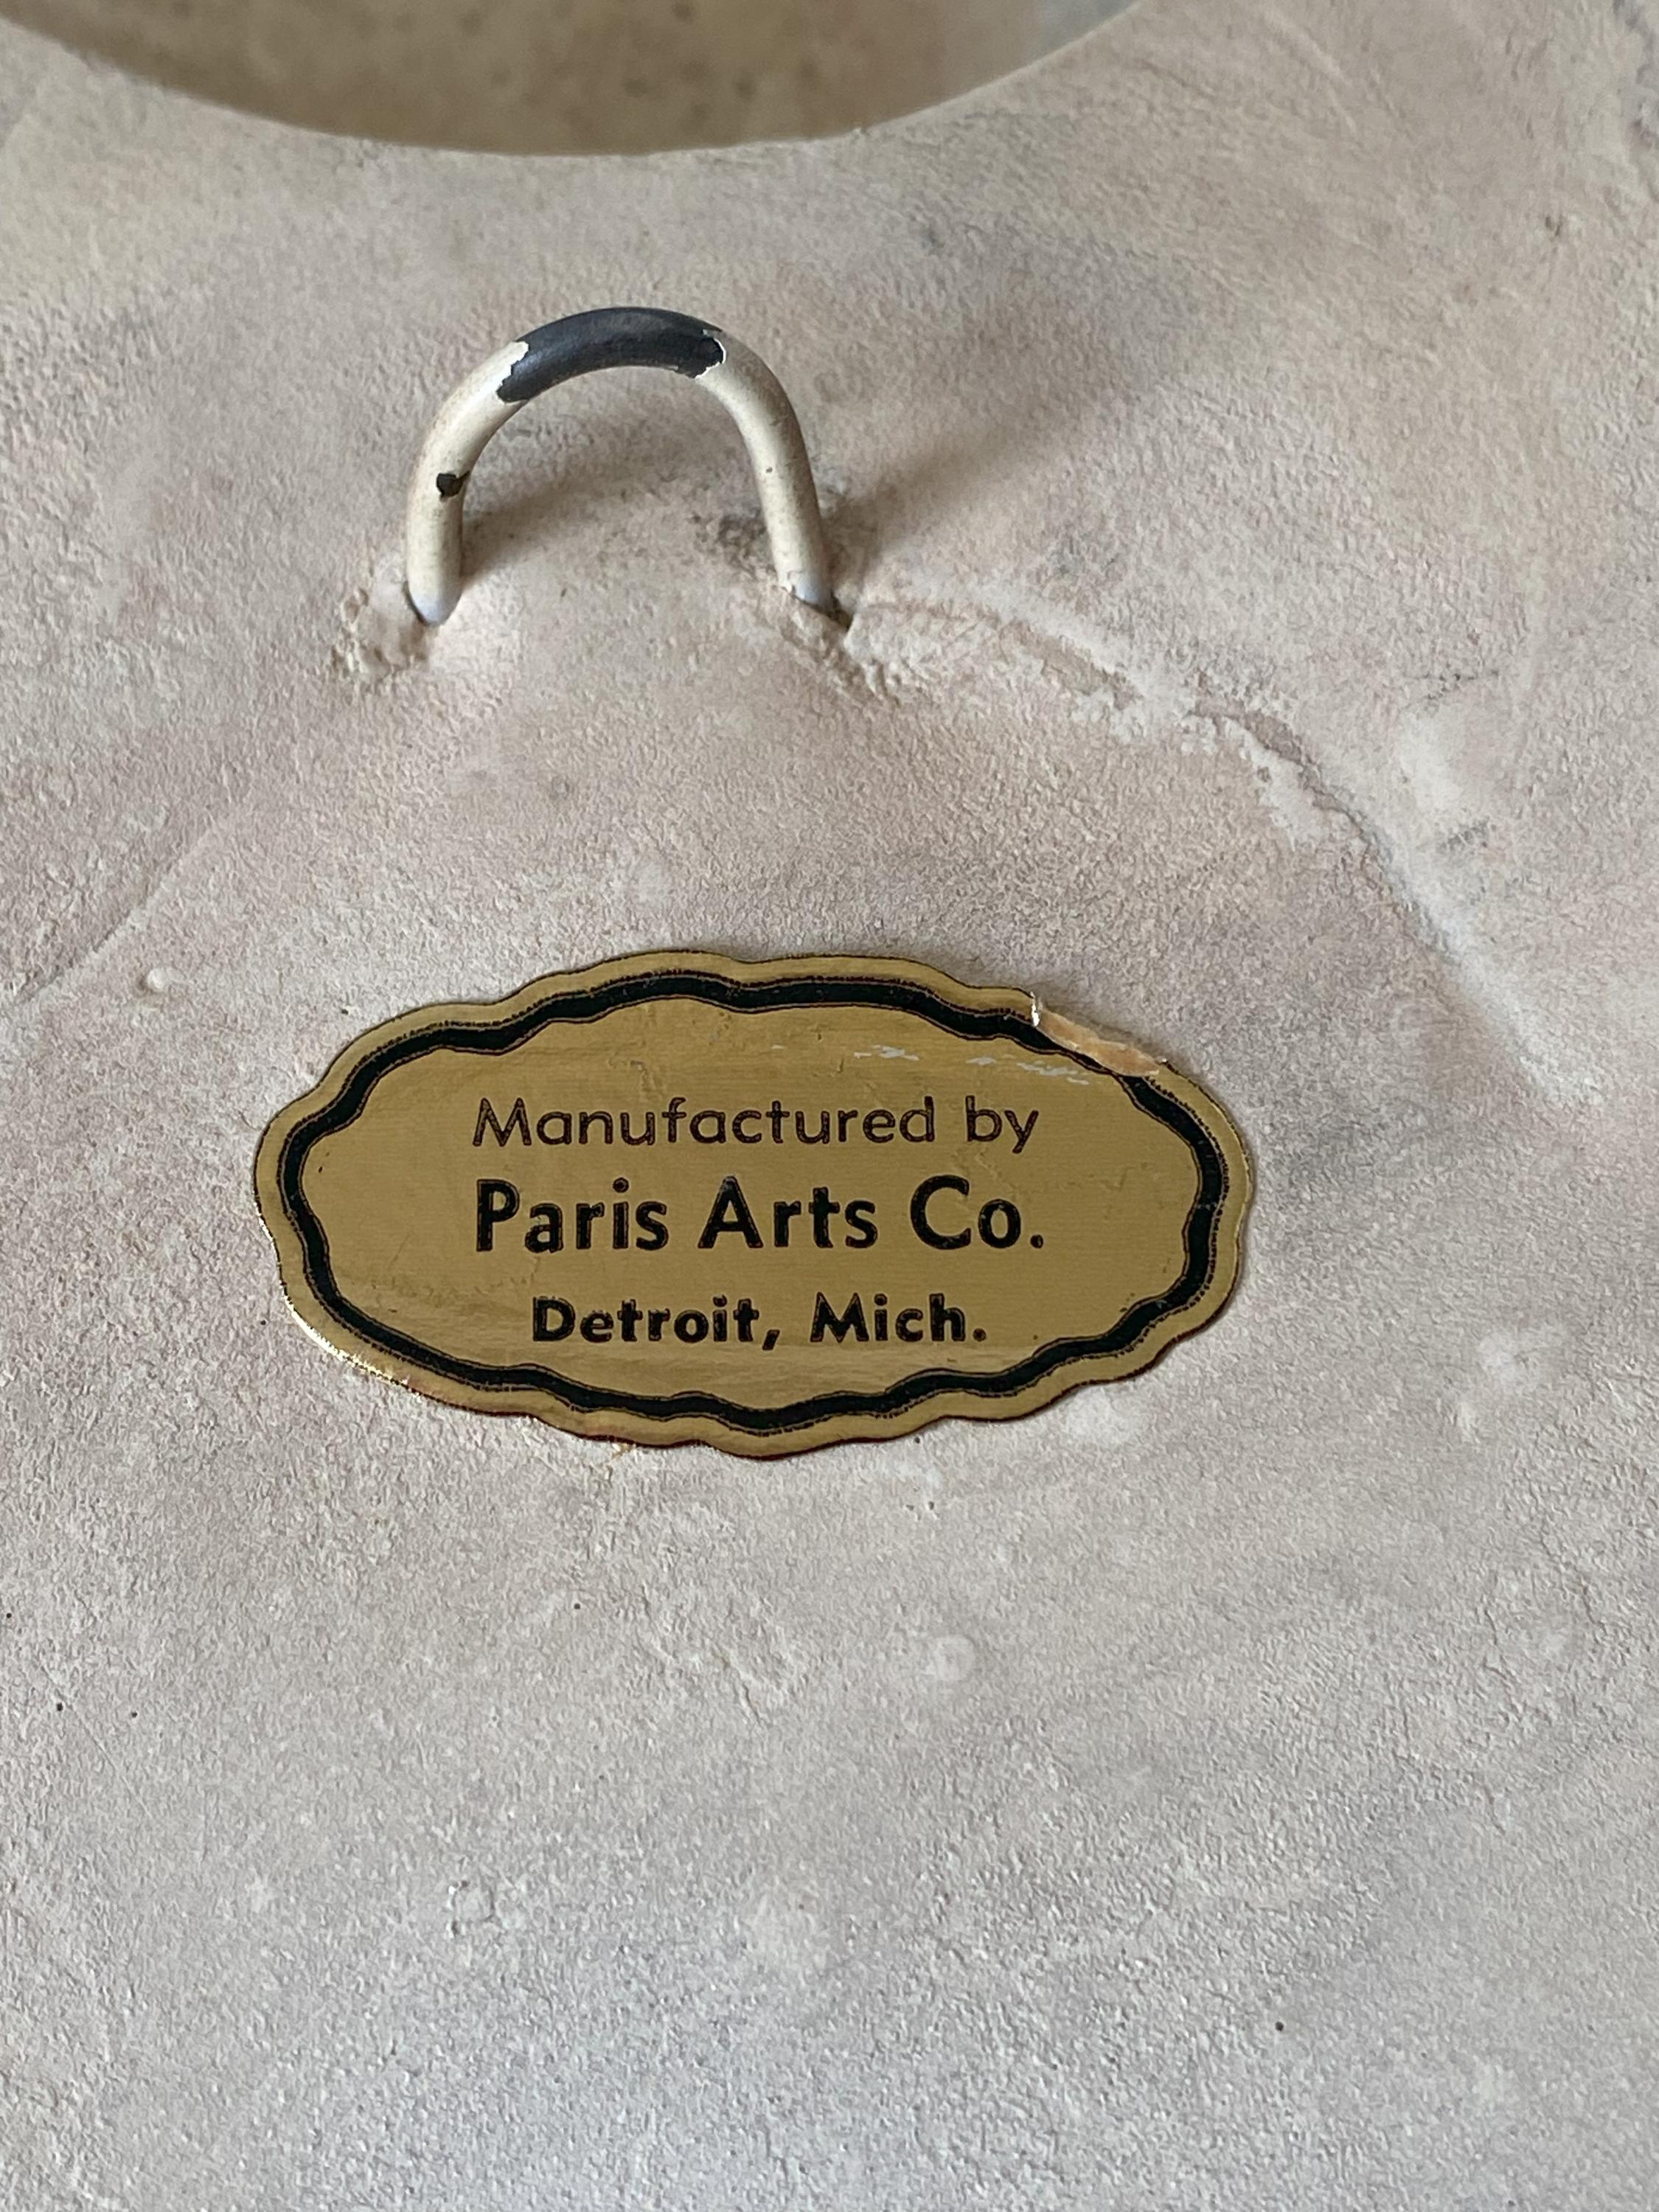 Manufactured by
Paris Arts Co.
Detroit, Mich.